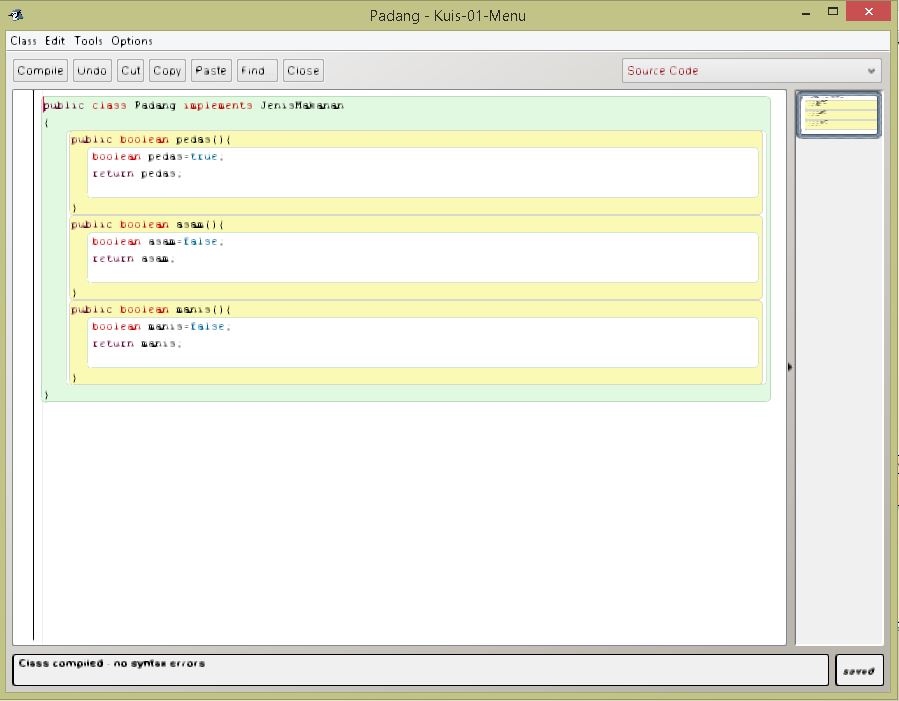 Padang - Kuis-01-Menu
Class Edit Tools Options
Compile Undo Cut Copy Paste Find... Close Source Code
public class Padang implements JenisMakanan
{
public boolean pedas(){
boolean pedas=true;
return pedas;
}
public boolean asam(){
boolean asam=false;
return asam;
}
public boolean manis(){
boolean manis=false;
return manis;
}
}
Class compiled - no syntax errors
saved